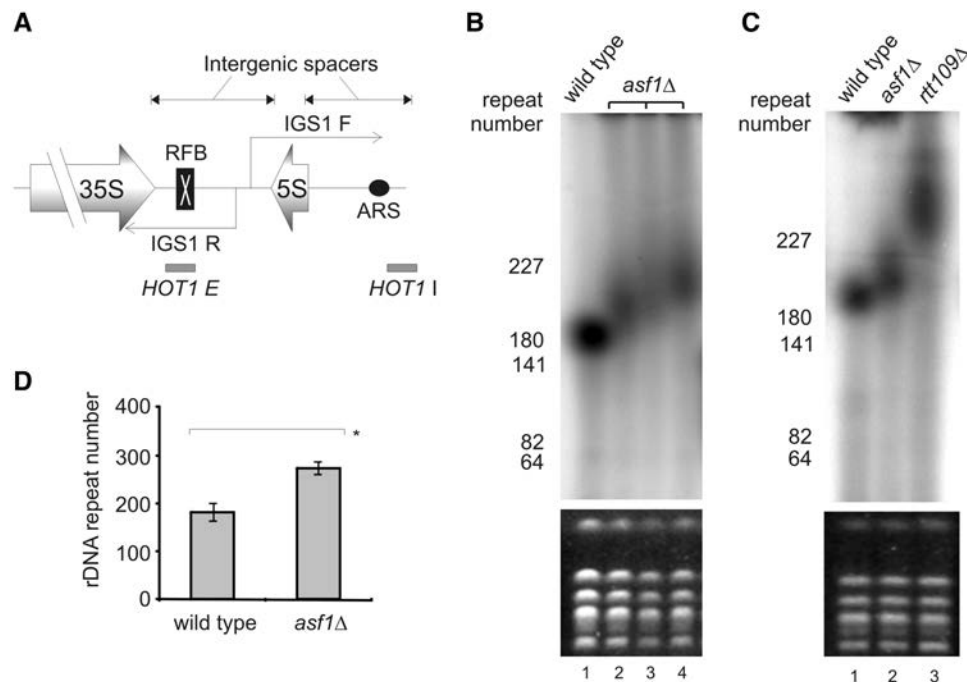 A
Intergenic spacers
IGS1 F
RFB
35S
5S
ARS
IGS1 R
HOT1 E
HOT1 I
B
wild type
asf1Δ
repeat
number
227
180
141
82
64
1 2 3 4
C
wild type
asf1Δ
rtt109Δ
repeat
number
227
180
141
82
64
1 2 3
D
rDNA repeat number
400
300
200
100
0
*
wild type
asf1Δ